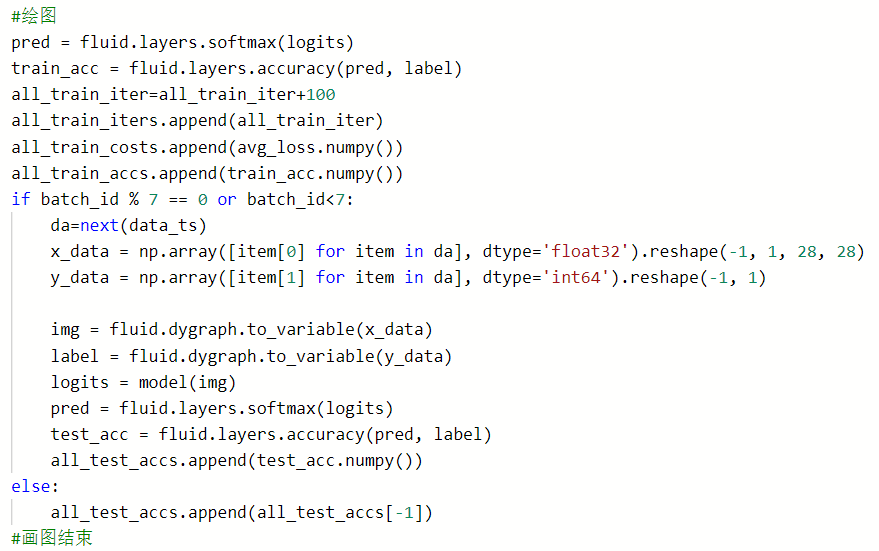 #绘图
pred = fluid.layers.softmax(logits)
train_acc = fluid.layers.accuracy(pred, label)
all_train_iter=all_train_iter+100
all_train_iters.append(all_train_iter)
all_train_costs.append(avg_loss.numpy())
all_train_accs.append(train_acc.numpy())
if batch_id % 7 == 0 or batch_id<7:
    da=next(data_ts)
    x_data = np.array([item[0] for item in da], dtype='float32').reshape(-1, 1, 28, 28)
    y_data = np.array([item[1] for item in da], dtype='int64').reshape(-1, 1)

    img = fluid.dygraph.to_variable(x_data)
    label = fluid.dygraph.to_variable(y_data)
    logits = model(img)
    pred = fluid.layers.softmax(logits)
    test_acc = fluid.layers.accuracy(pred, label)
    all_test_accs.append(test_acc.numpy())
else:
    all_test_accs.append(all_test_accs[-1])
#画图结束